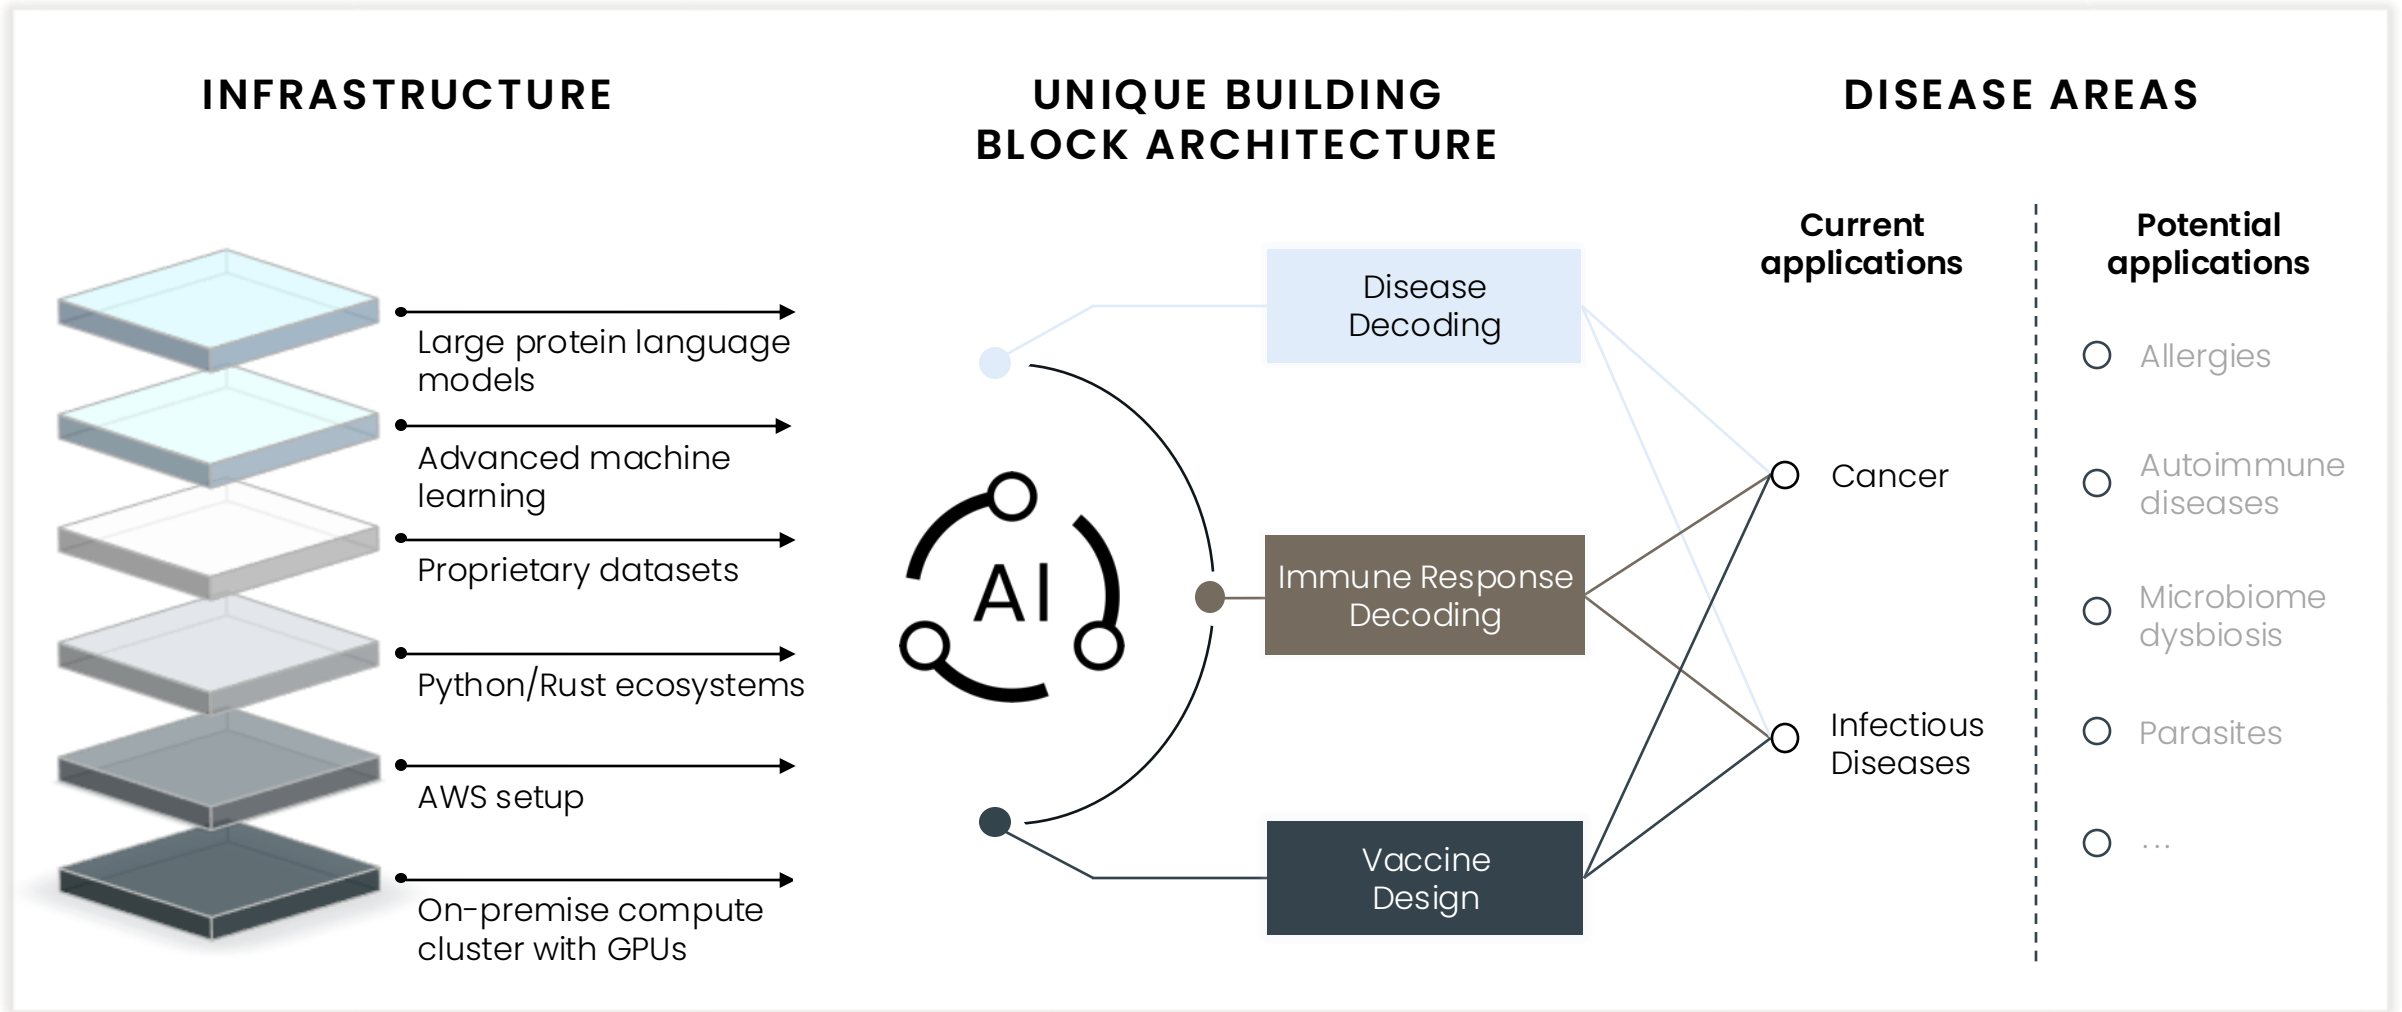 INFRASTRUCTURE
Large protein language
models
Advanced machine
learning
Proprietary datasets
Python/Rust ecosystems
AWS setup
On-premise compute
cluster with GPUs
UNIQUE BUILDING
BLOCK ARCHITECTURE
AI
Disease
Decoding
Immune Response
Decoding
Vaccine
Design
DISEASE AREAS
Current
applications
Cancer
Infectious
Diseases
Potential
applications
Allergies
Autoimmune
diseases
Microbiome
dysbiosis
Parasites
...